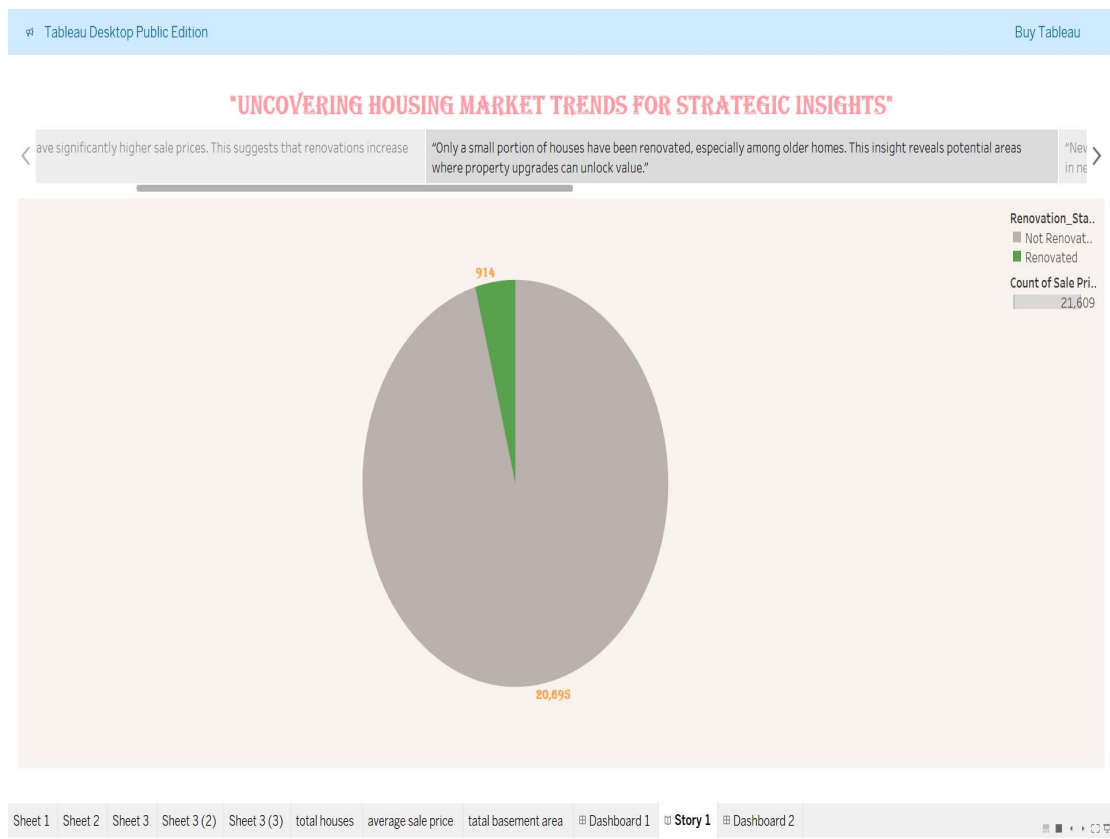 Tableau Desktop Public Edition
Buy Tableau
"UNCOVERING HOUSING MARKET TRENDS FOR STRATEGIC INSIGHTS"
ave significantly higher sale prices. This suggests that renovations increase
"Only a small portion of houses have been renovated, especially among older homes. This insight reveals potential areas
where property upgrades can unlock value."
"New
in ne
Renovation_Sta..
Not Renovat..
Renovated
Count of Sale Pri..
21,609
914
20,695
Sheet 1 Sheet 2 Sheet 3 Sheet 3 (2) Sheet 3 (3) total houses average sale price tatal basement area Dashboard 1 Story 1 Dashboard 2